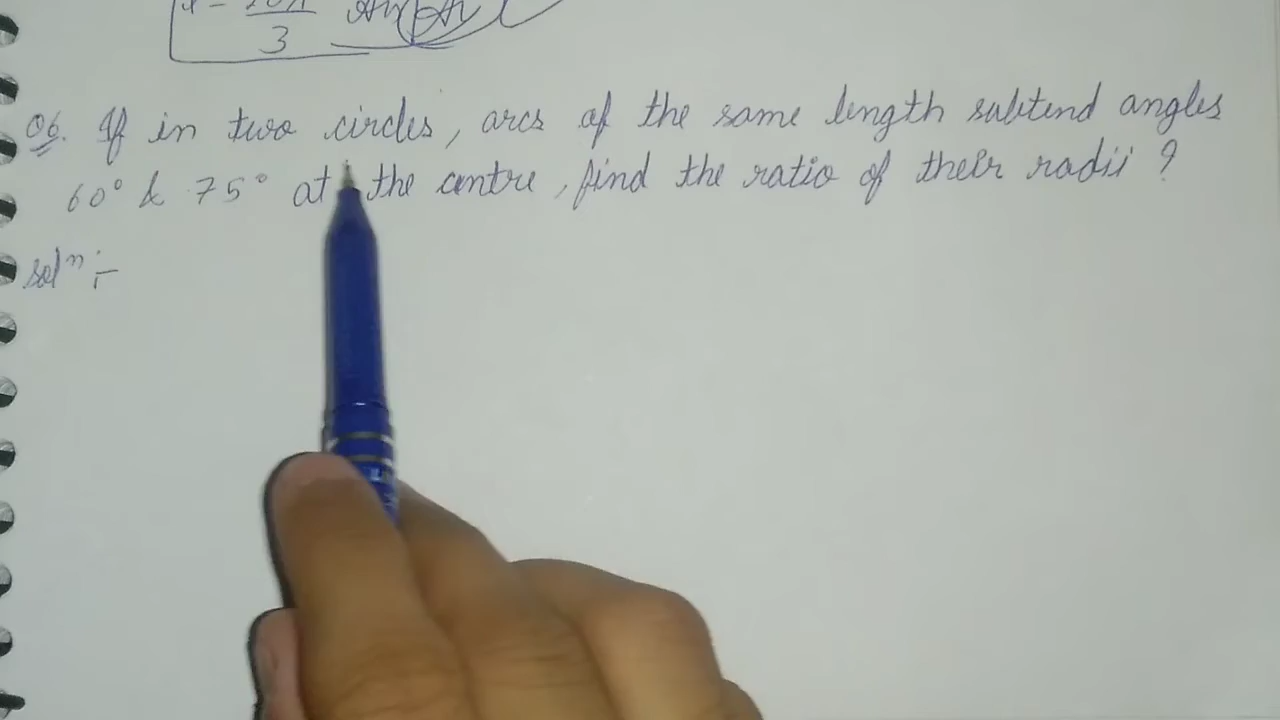 3
Q6. If in two circles, arcs of the same length subtend angles
60° & 75° at the centre, find the ratio of their radii ?
solⁿ :-